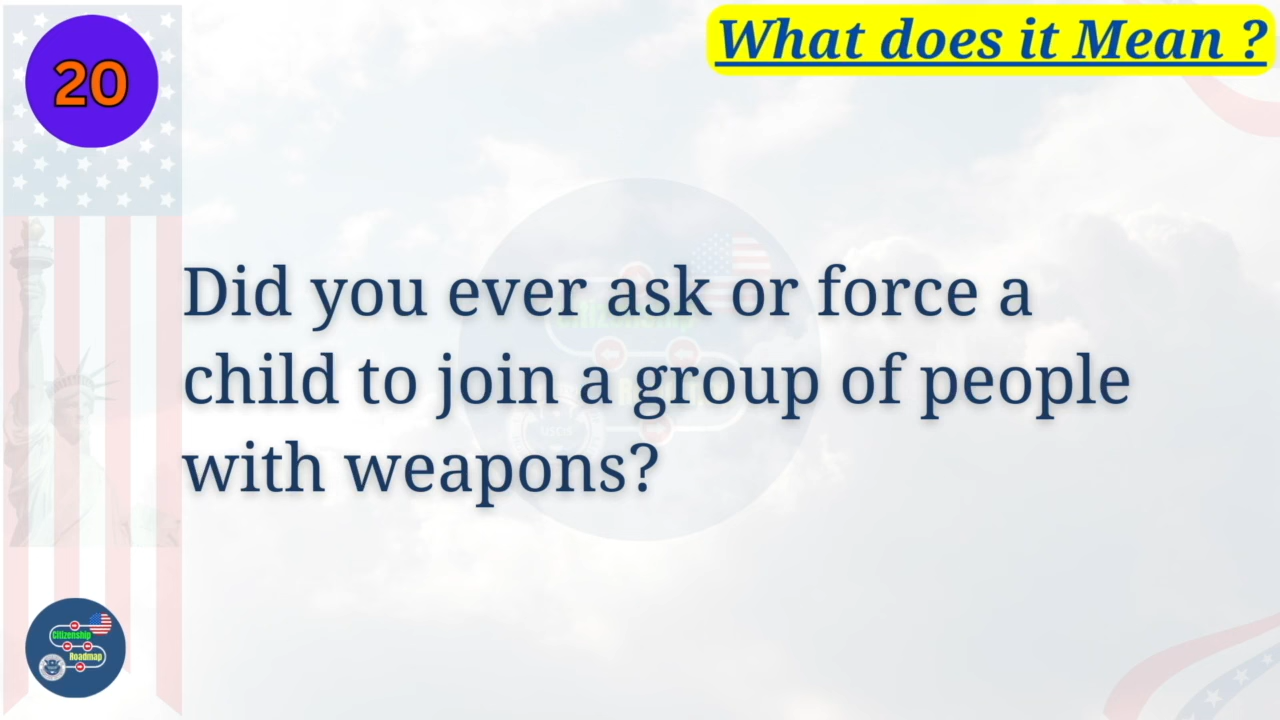 20
What does it Mean ?
Did you ever ask or force a
child to join a group of people
with weapons?
Citizenship
Roadmap